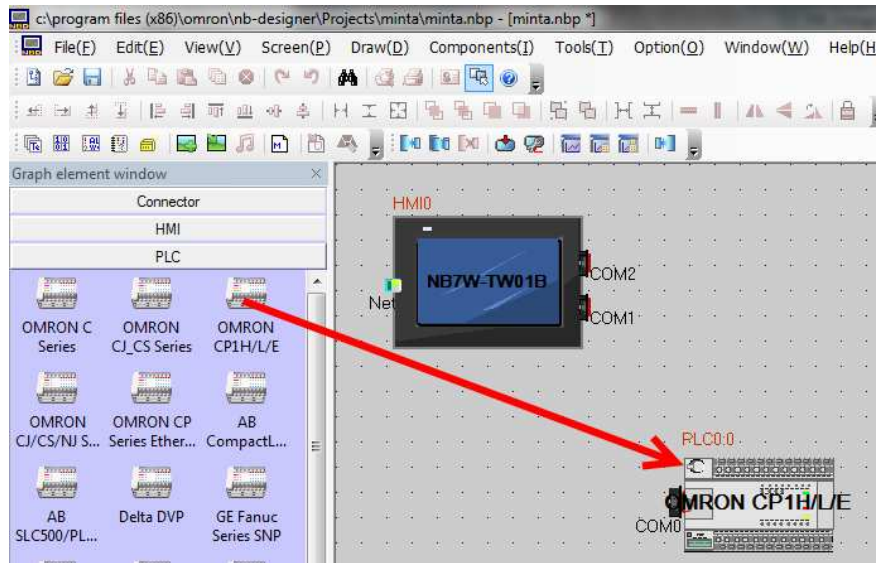 c:\program files (x86)\omron\nb-designer\Projects\minta\minta.nbp - [minta.nbp *]
File(F) Edit(E) View(V) Screen(P) Draw(D) Components(I) Tools(T) Option(O) Window(W) Help(H
Graph element window
Connector
HMI
PLC
OMRON C Series
OMRON CJ_CS Series
OMRON CP1H/L/E
OMRON CJ/CS/NJ S...
OMRON CP Series Ether...
AB CompactL...
AB SLC500/PL...
Delta DVP
GE Fanuc Series SNP
HMI0
NB7W-TW01B
Net
COM2
COM1
PLC0:0
OMRON CP1H/L/E
COM0